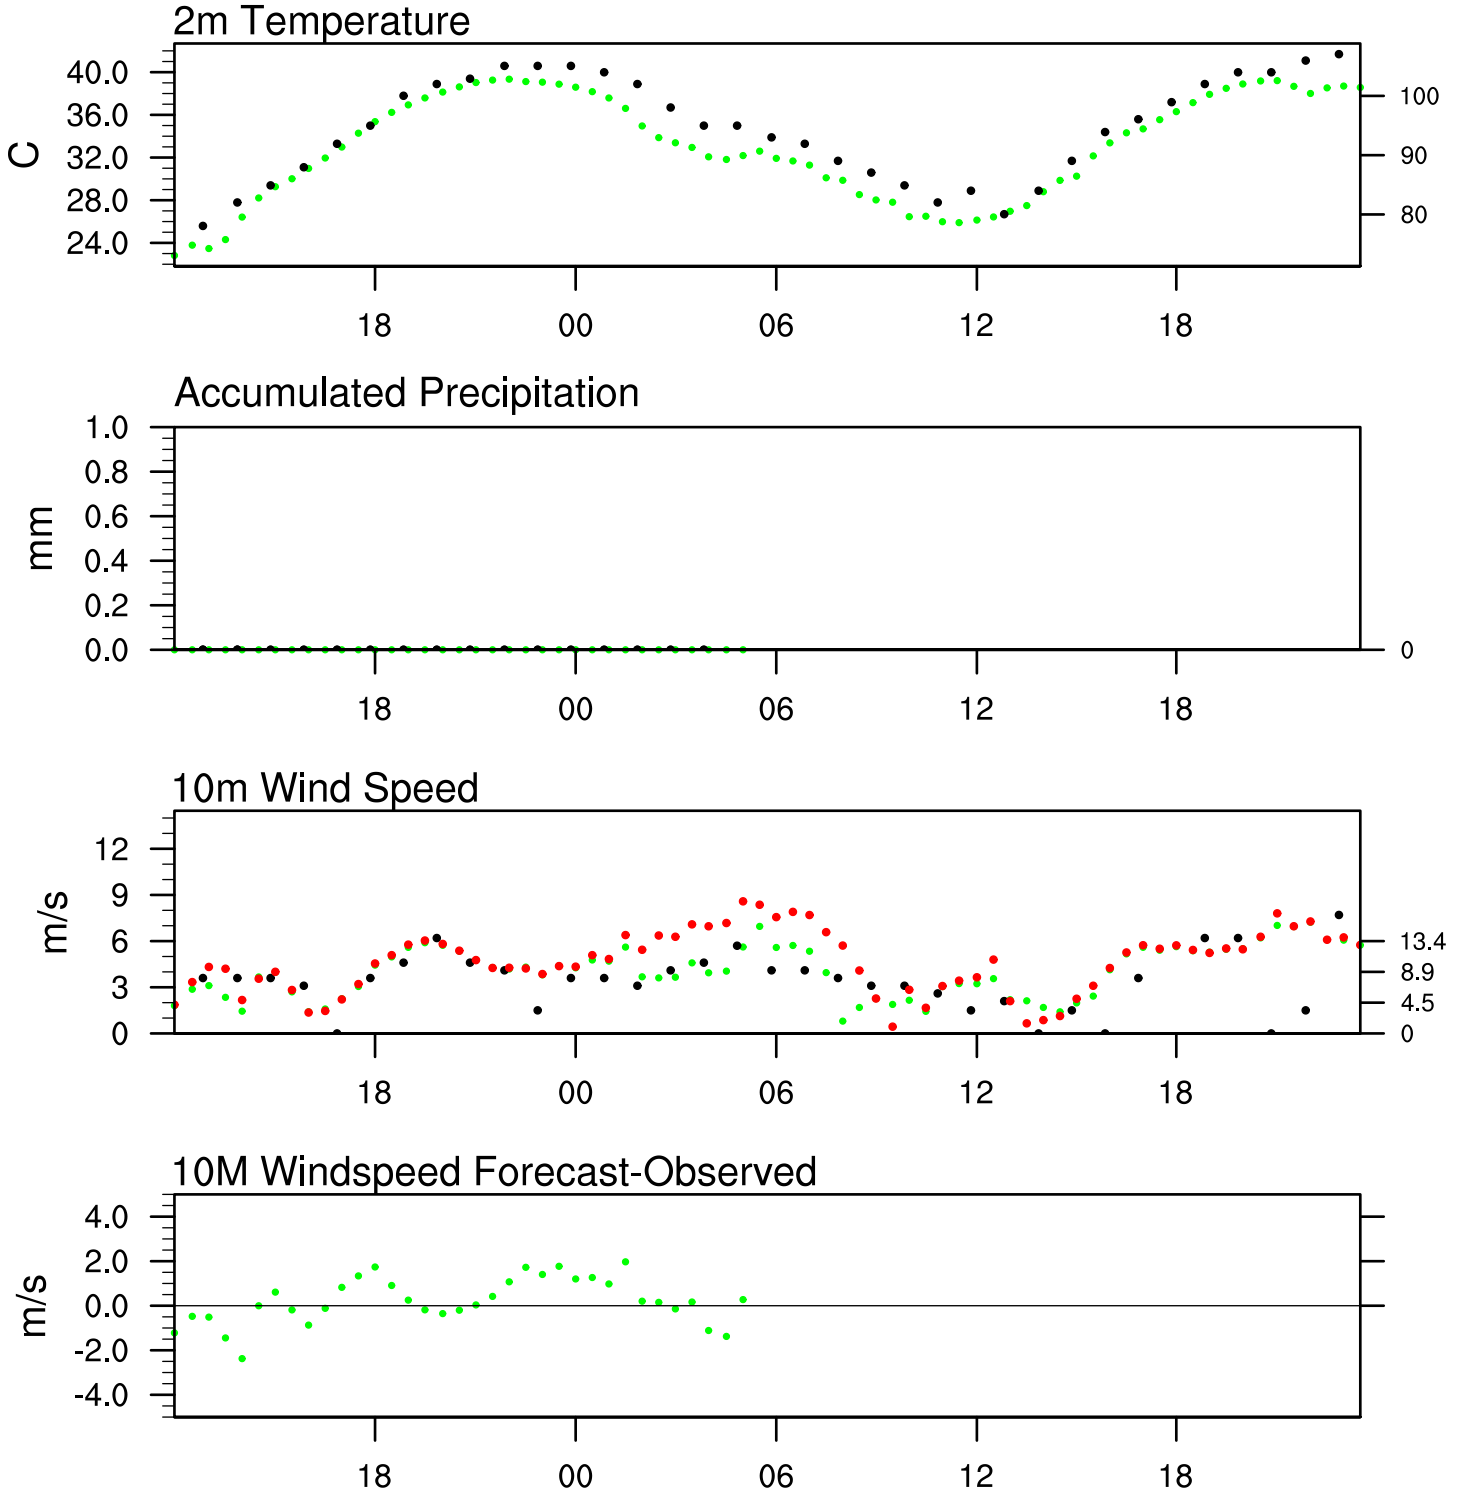 2m Temperature
40.0
36.0
32.0
28.0
24.0
C
100
90
80
18 00 06 12 18
Accumulated Precipitation
1.0
0.8
0.6
0.4
0.2
0.0
mm
0
18 00 06 12 18
10m Wind Speed
12
9
6
3
0
m/s
13.4
8.9
4.5
0
18 00 06 12 18
10M Windspeed Forecast-Observed
4.0
2.0
0.0
-2.0
-4.0
m/s
18 00 06 12 18